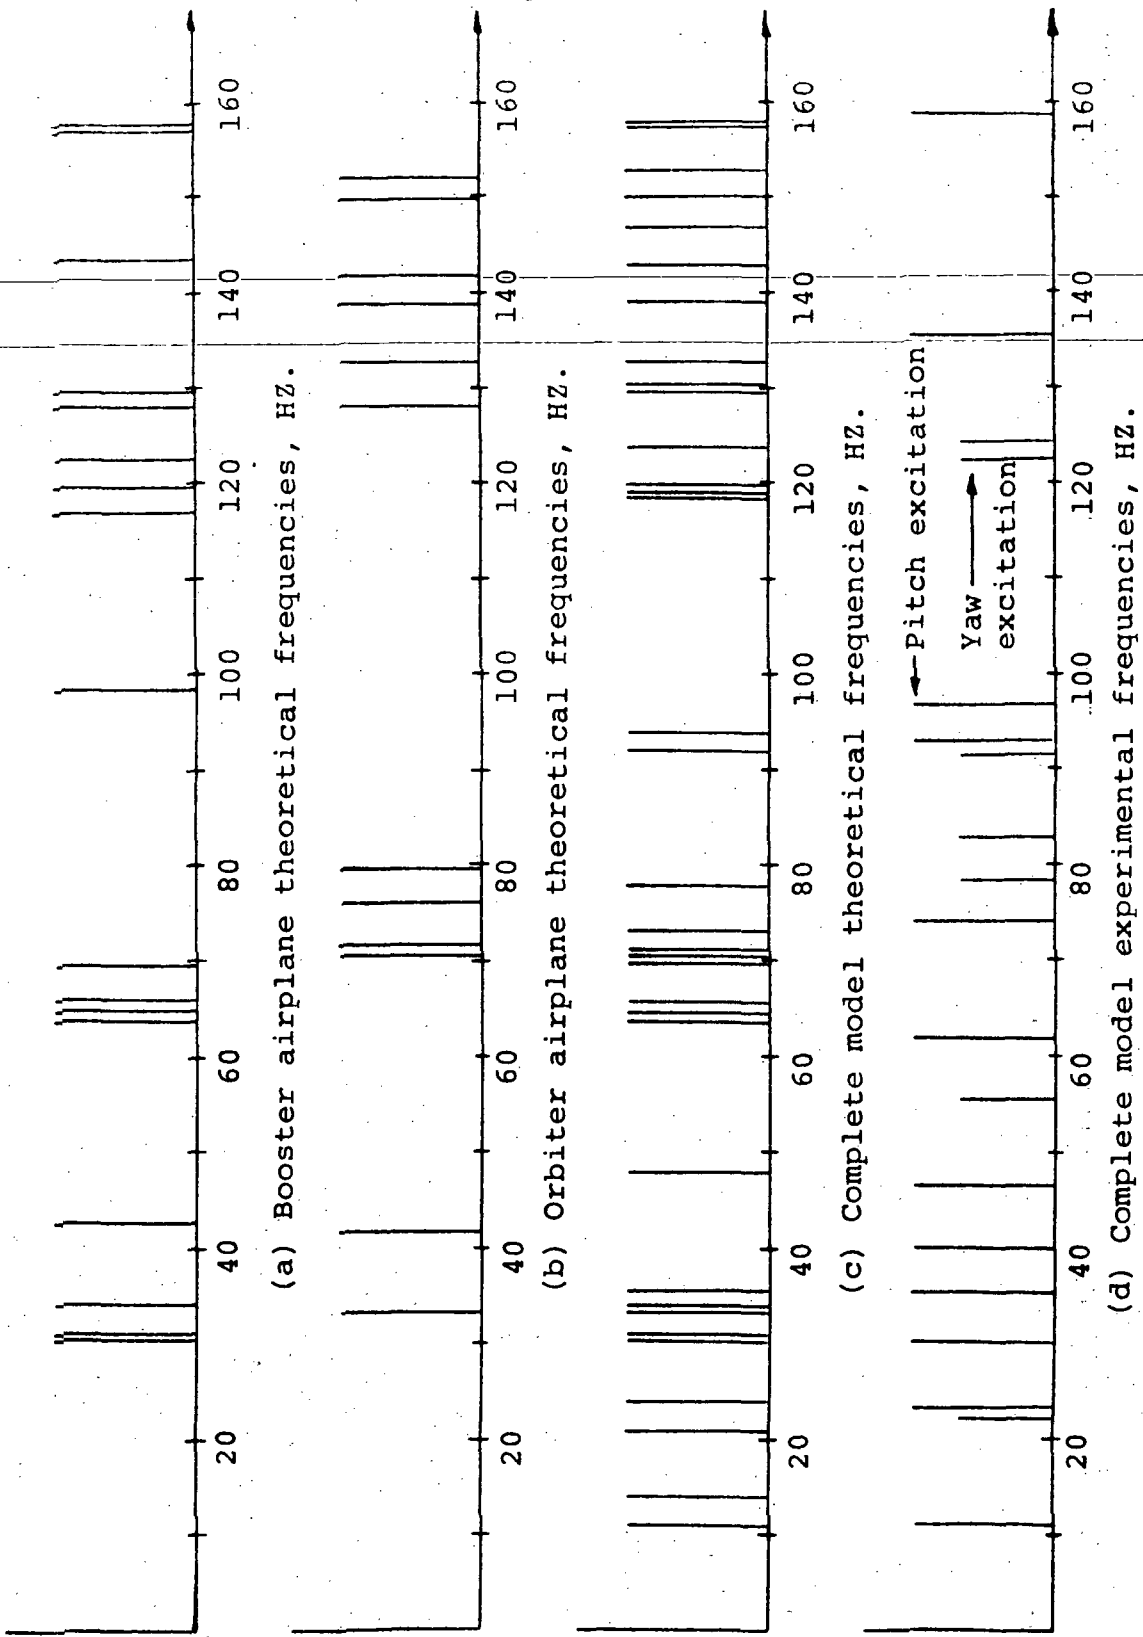 20 40 60 80 100 120 140 160
(a) Booster airplane theoretical frequencies, HZ.
20 40 60 80 100 120 140 160
(b) Orbiter airplane theoretical frequencies, HZ.
20 40 60 80 100 120 140 160
(c) Complete model theoretical frequencies, HZ.
Pitch excitation
Yaw
excitation
20 40 60 80 100 120 140 160
(d) Complete model experimental frequencies, HZ.